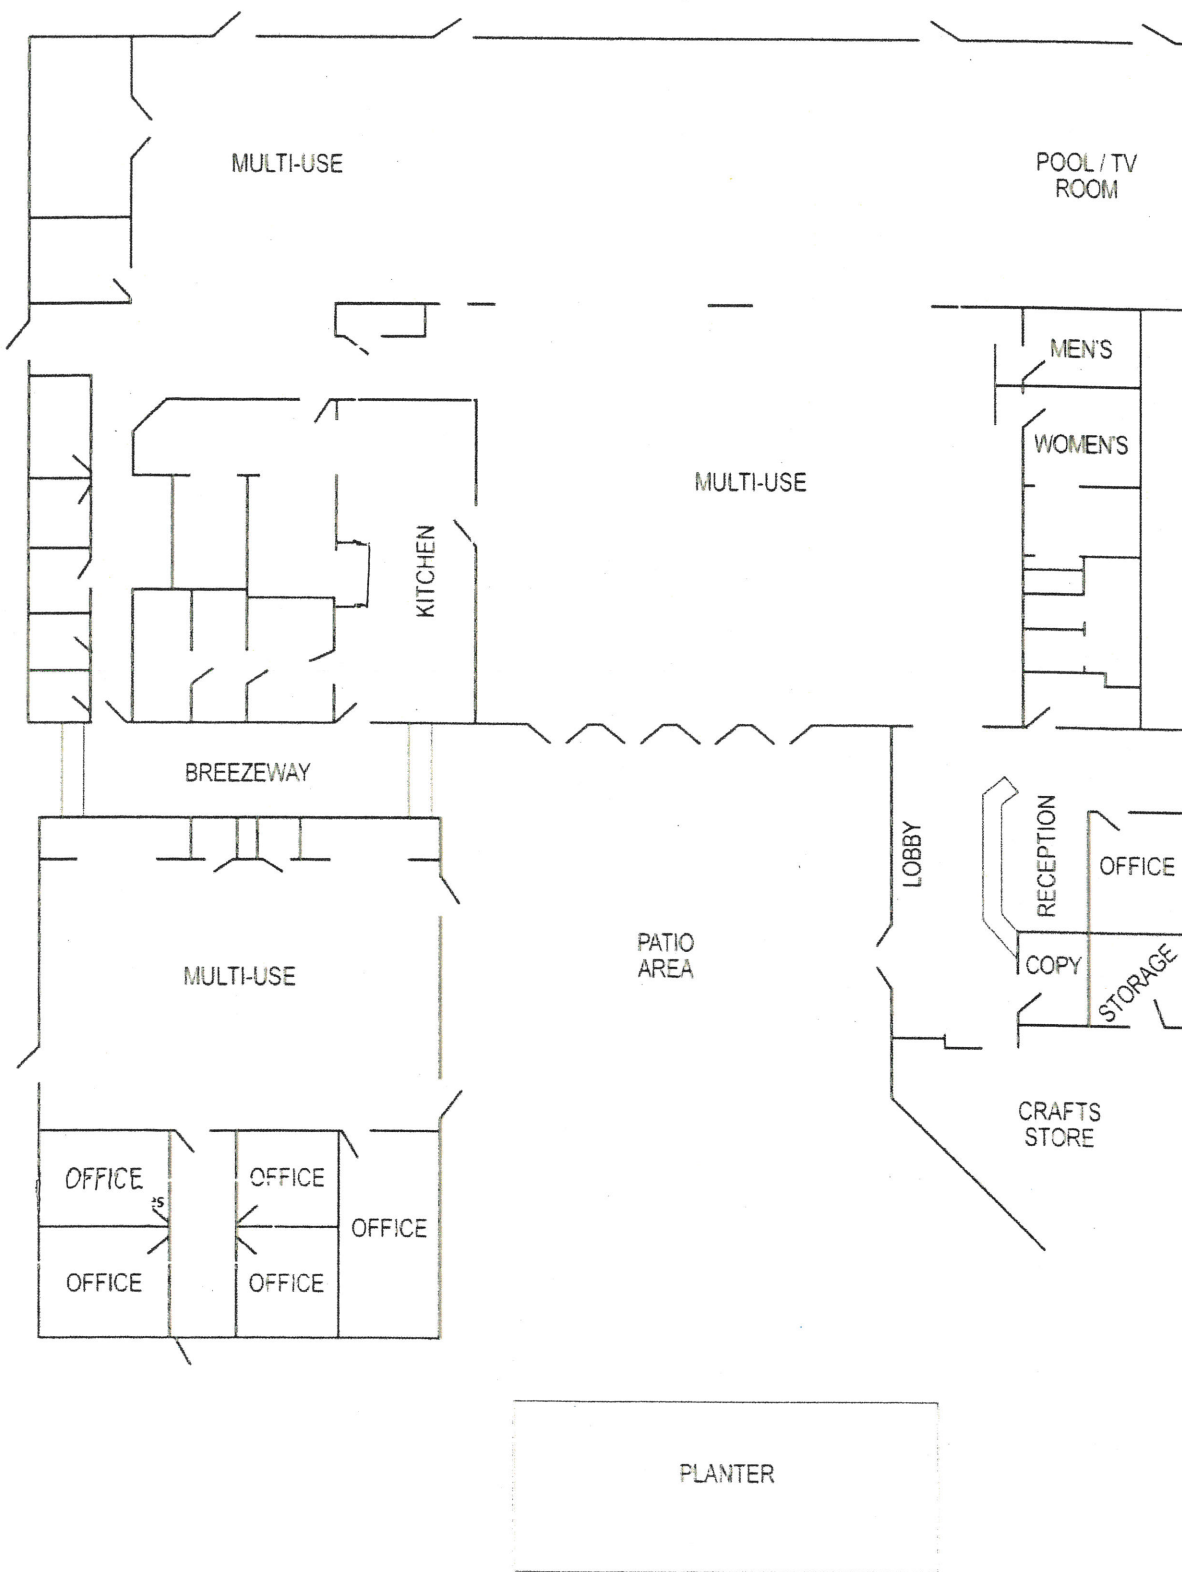 MULTI-USE
POOL / TV
ROOM
MEN'S
WOMEN'S
MULTI-USE
KITCHEN
BREEZEWAY
LOBBY
RECEPTION
OFFICE
PATIO
AREA
MULTI-USE
COPY
STORAGE
CRAFTS
STORE
OFFICE
OFFICE
OFFICE
OFFICE
OFFICE
PLANTER